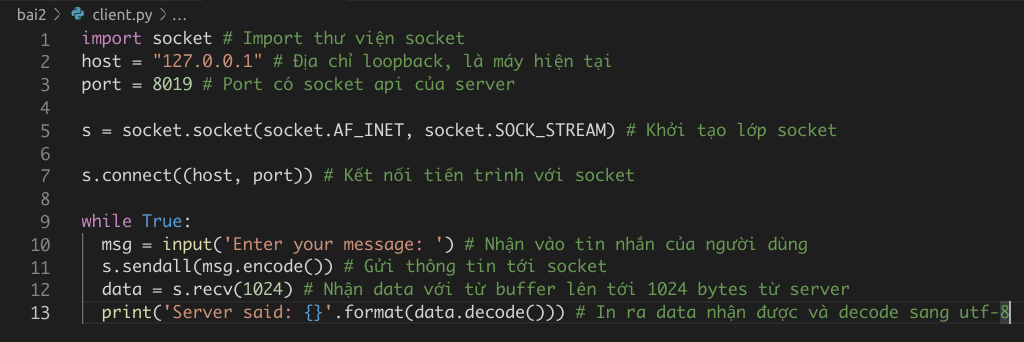 bai2 > client.py > ...
1 import socket # Import thư viện socket
2 host = "127.0.0.1" # Địa chỉ loopback, là máy hiện tại
3 port = 8019 # Port có socket api của server
4
5 s = socket.socket(socket.AF_INET, socket.SOCK_STREAM) # Khởi tạo lớp socket
6
7 s.connect((host, port)) # Kết nối tiến trình với socket
8
9 while True:
10 msg = input('Enter your message: ') # Nhận vào tin nhắn của người dùng
11 s.sendall(msg.encode()) # Gửi thông tin tới socket
12 data = s.recv(1024) # Nhận data với từ buffer lên tới 1024 bytes từ server
13 print('Server said: {}'.format(data.decode())) # In ra data nhận được và decode sang utf-8